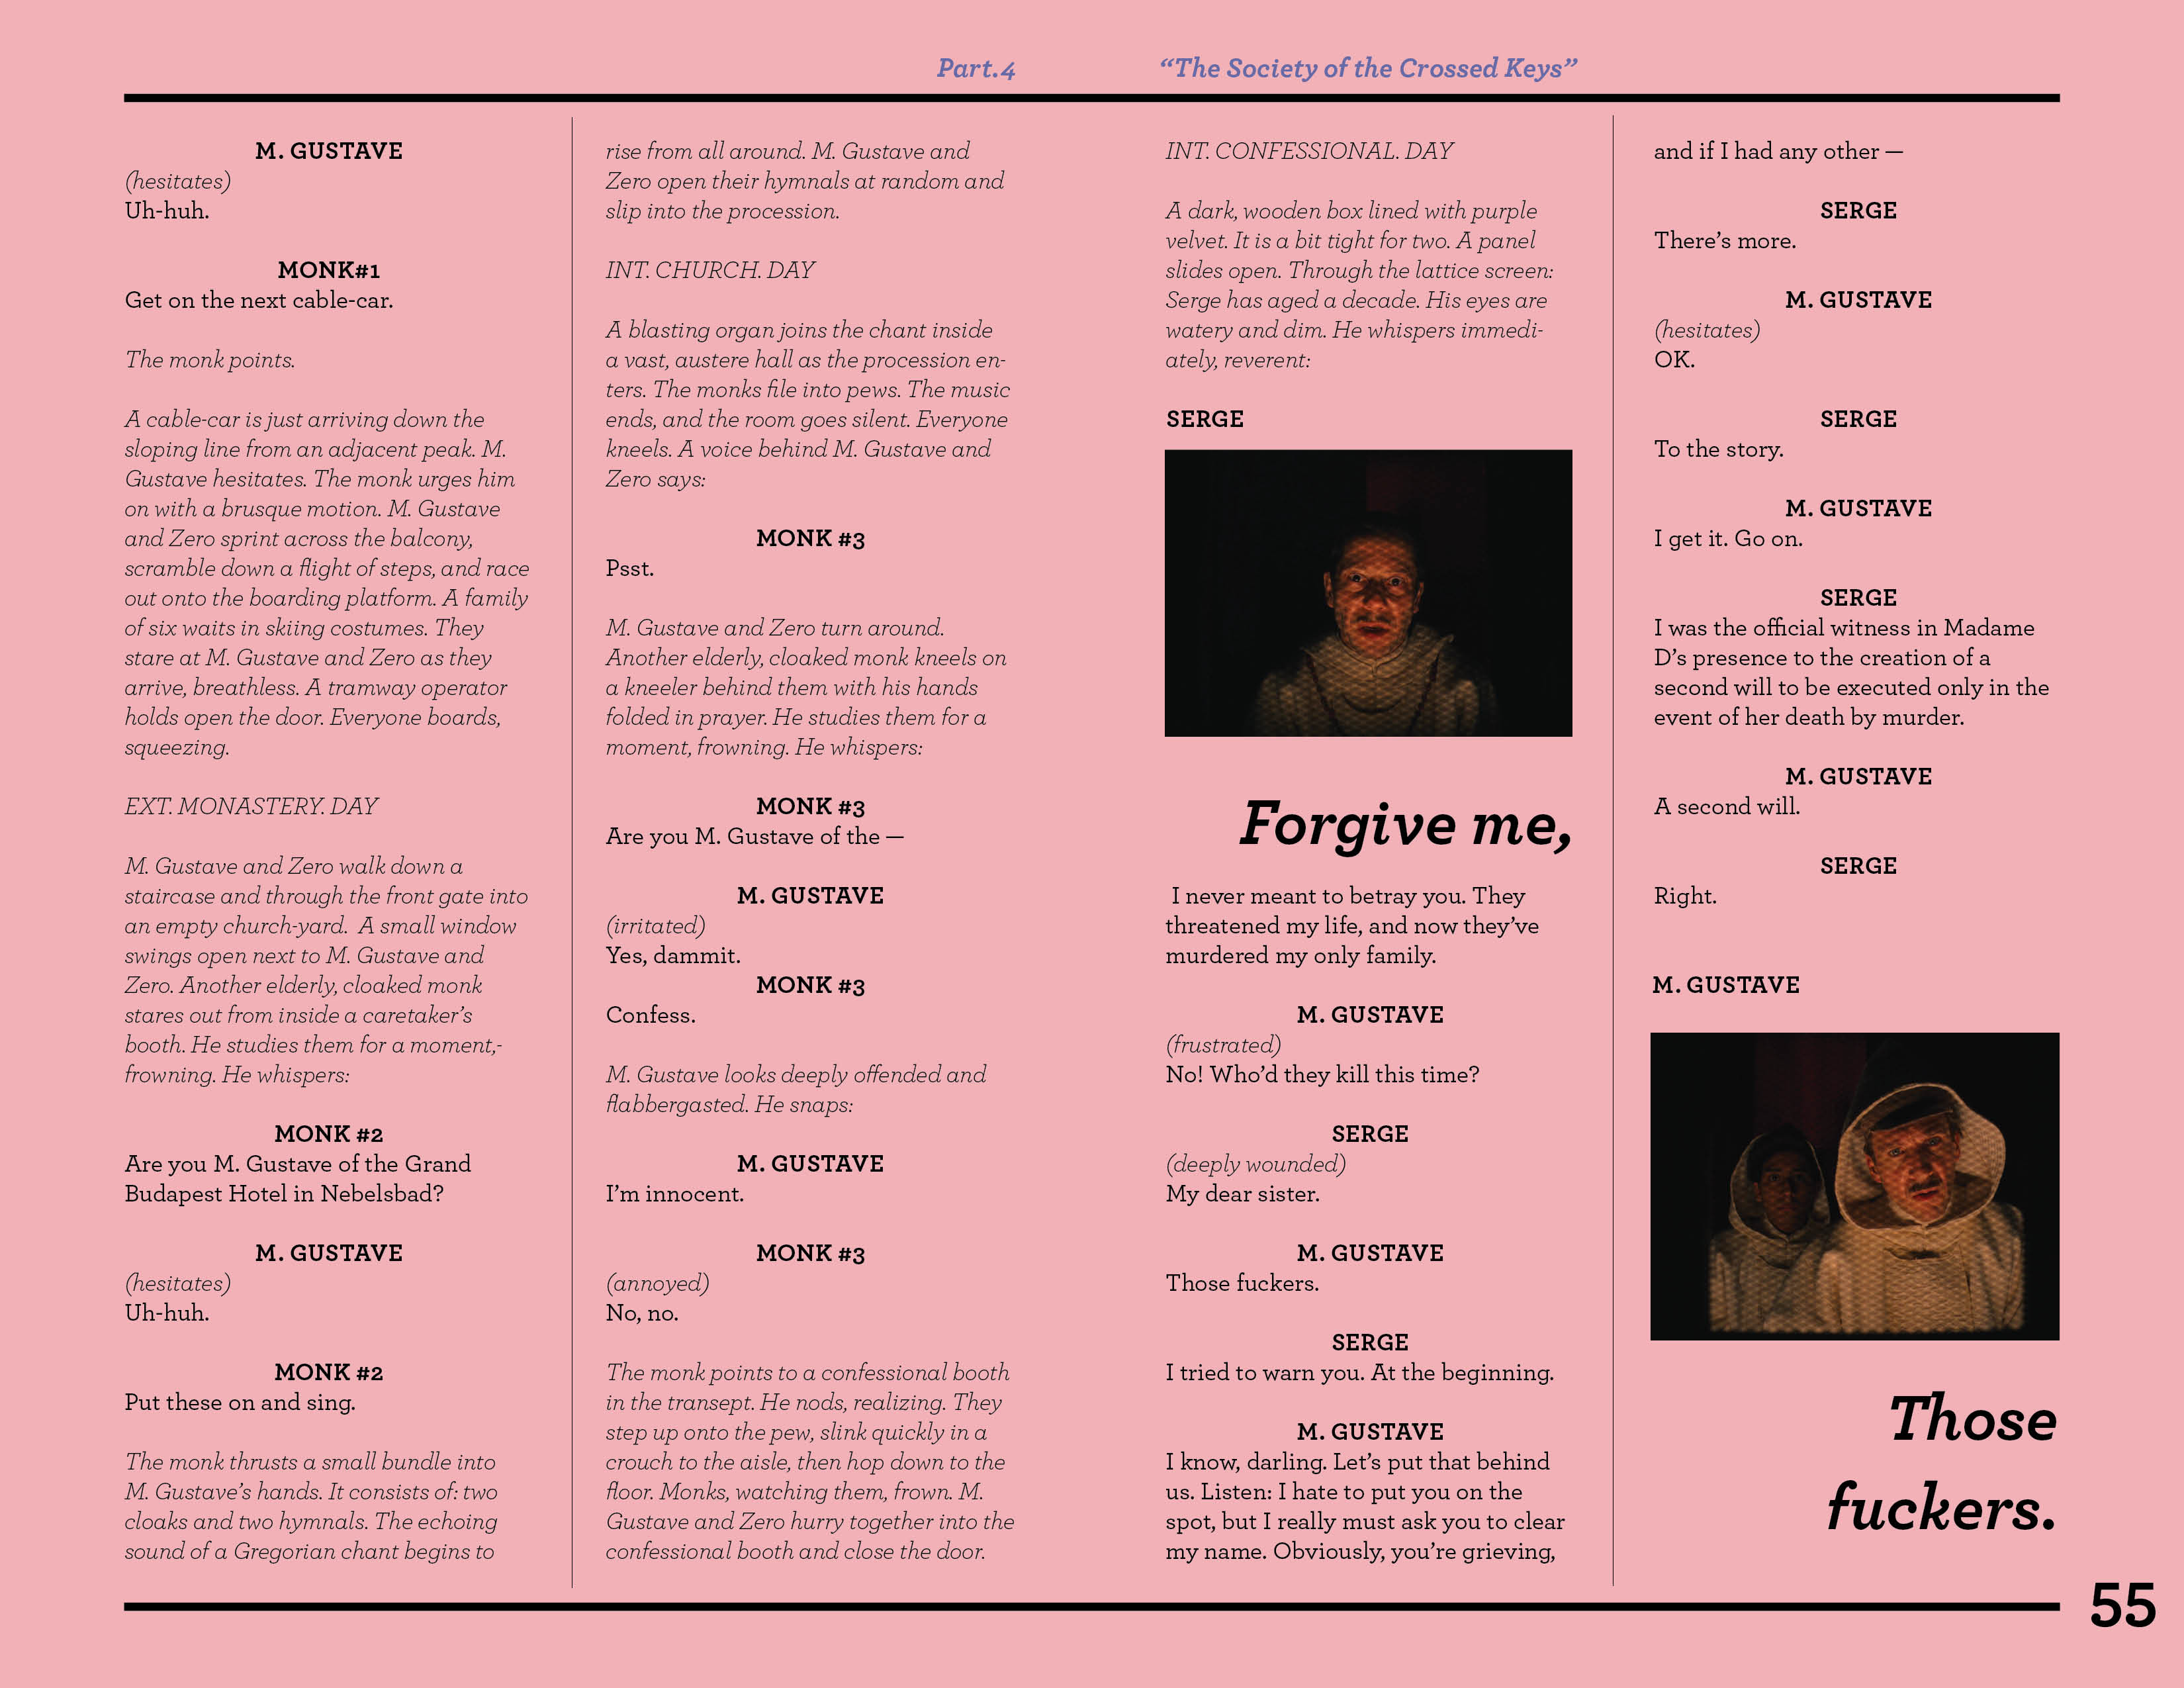 Part.4
“The Society of the Crossed Keys”
M. GUSTAVE
(hesitates)
Uh-huh.
MONK#1
Get on the next cable-car.
The monk points.
A cable-car is just arriving down the
sloping line from an adjacent peak. M.
Gustave hesitates. The monk urges him
on with a brusque motion. M. Gustave
and Zero sprint across the balcony,
scramble down a flight of steps, and race
out onto the boarding platform. A family
of six waits in skiing costumes. They
stare at M. Gustave and Zero as they
arrive, breathless. A tramway operator
holds open the door. Everyone boards,
squeezing.
EXT. MONASTERY. DAY
M. Gustave and Zero walk down a
staircase and through the front gate into
an empty church-yard.  A small window
swings open next to M. Gustave and
Zero. Another elderly, cloaked monk
stares out from inside a caretaker’s
booth. He studies them for a moment,-
frowning. He whispers:
MONK #2
Are you M. Gustave of the Grand
Budapest Hotel in Nebelsbad?
M. GUSTAVE
(hesitates)
Uh-huh.
MONK #2
Put these on and sing.
The monk thrusts a small bundle into
M. Gustave’s hands. It consists of: two
cloaks and two hymnals. The echoing
sound of a Gregorian chant begins to
rise from all around. M. Gustave and
Zero open their hymnals at random and
slip into the procession.
INT. CHURCH. DAY
A blasting organ joins the chant inside
a vast, austere hall as the procession en-
ters. The monks file into pews. The music
ends, and the room goes silent. Everyone
kneels. A voice behind M. Gustave and
Zero says:
MONK #3
Psst.
M. Gustave and Zero turn around.
Another elderly, cloaked monk kneels on
a kneeler behind them with his hands
folded in prayer. He studies them for a
moment, frowning. He whispers:
MONK #3
Are you M. Gustave of the —
M. GUSTAVE
(irritated)
Yes, dammit.
MONK #3
Confess.
M. Gustave looks deeply offended and
flabbergasted. He snaps:
M. GUSTAVE
I’m innocent.
MONK #3
(annoyed)
No, no.
The monk points to a confessional booth
in the transept. He nods, realizing. They
step up onto the pew, slink quickly in a
crouch to the aisle, then hop down to the
floor. Monks, watching them, frown. M.
Gustave and Zero hurry together into the
confessional booth and close the door.
INT. CONFESSIONAL. DAY
A dark, wooden box lined with purple
velvet. It is a bit tight for two. A panel
slides open. Through the lattice screen:
Serge has aged a decade. His eyes are
watery and dim. He whispers immedi-
ately, reverent:
SERGE
Forgive me,
I never meant to betray you. They
threatened my life, and now they’ve
murdered my only family.
M. GUSTAVE
(frustrated)
No! Who’d they kill this time?
SERGE
(deeply wounded)
My dear sister.
M. GUSTAVE
Those fuckers.
SERGE
I tried to warn you. At the beginning.
M. GUSTAVE
I know, darling. Let’s put that behind
us. Listen: I hate to put you on the
spot, but I really must ask you to clear
my name. Obviously, you’re grieving,
and if I had any other —
SERGE
There’s more.
M. GUSTAVE
(hesitates)
OK.
SERGE
To the story.
M. GUSTAVE
I get it. Go on.
SERGE
I was the official witness in Madame
D’s presence to the creation of a
second will to be executed only in the
event of her death by murder.
M. GUSTAVE
A second will.
SERGE
Right.
M. GUSTAVE
Those
fuckers.
55